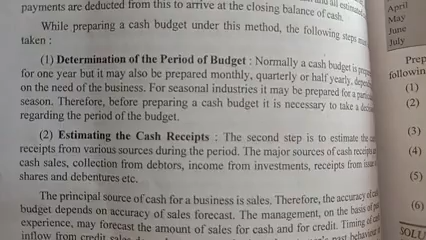 payments are deducted from this to arrive at the closing balance of cash.
While preparing a cash budget under this method, the following steps
taken :
(1) Determination of the Period of Budget : Normally a cash budget is
for one year but it may also be prepared monthly, quarterly or half yearly,
on the need of the business. For seasonal industries it may be prepared for a
season. Therefore, before preparing a cash budget it is necessary to take a
regarding the period of the budget.
(2) Estimating the Cash Receipts : The second step is to estimate the
receipts from various sources during the period. The major sources of cash receipts
cash sales, collection from debtors, income from investments, receipts from
shares and debentures etc.
The principal source of cash for a business is sales. Therefore, the accuracy of
budget depends on accuracy of sales forecast. The management, on the basis of
experience, may forecast the amount of sales for cash and for credit. Timing of
inflow from credit sales
past behaviour
April
May
June
July
Prep
followin
(1)
(2)
(3)
(4)
(5)
(6)
SOLU